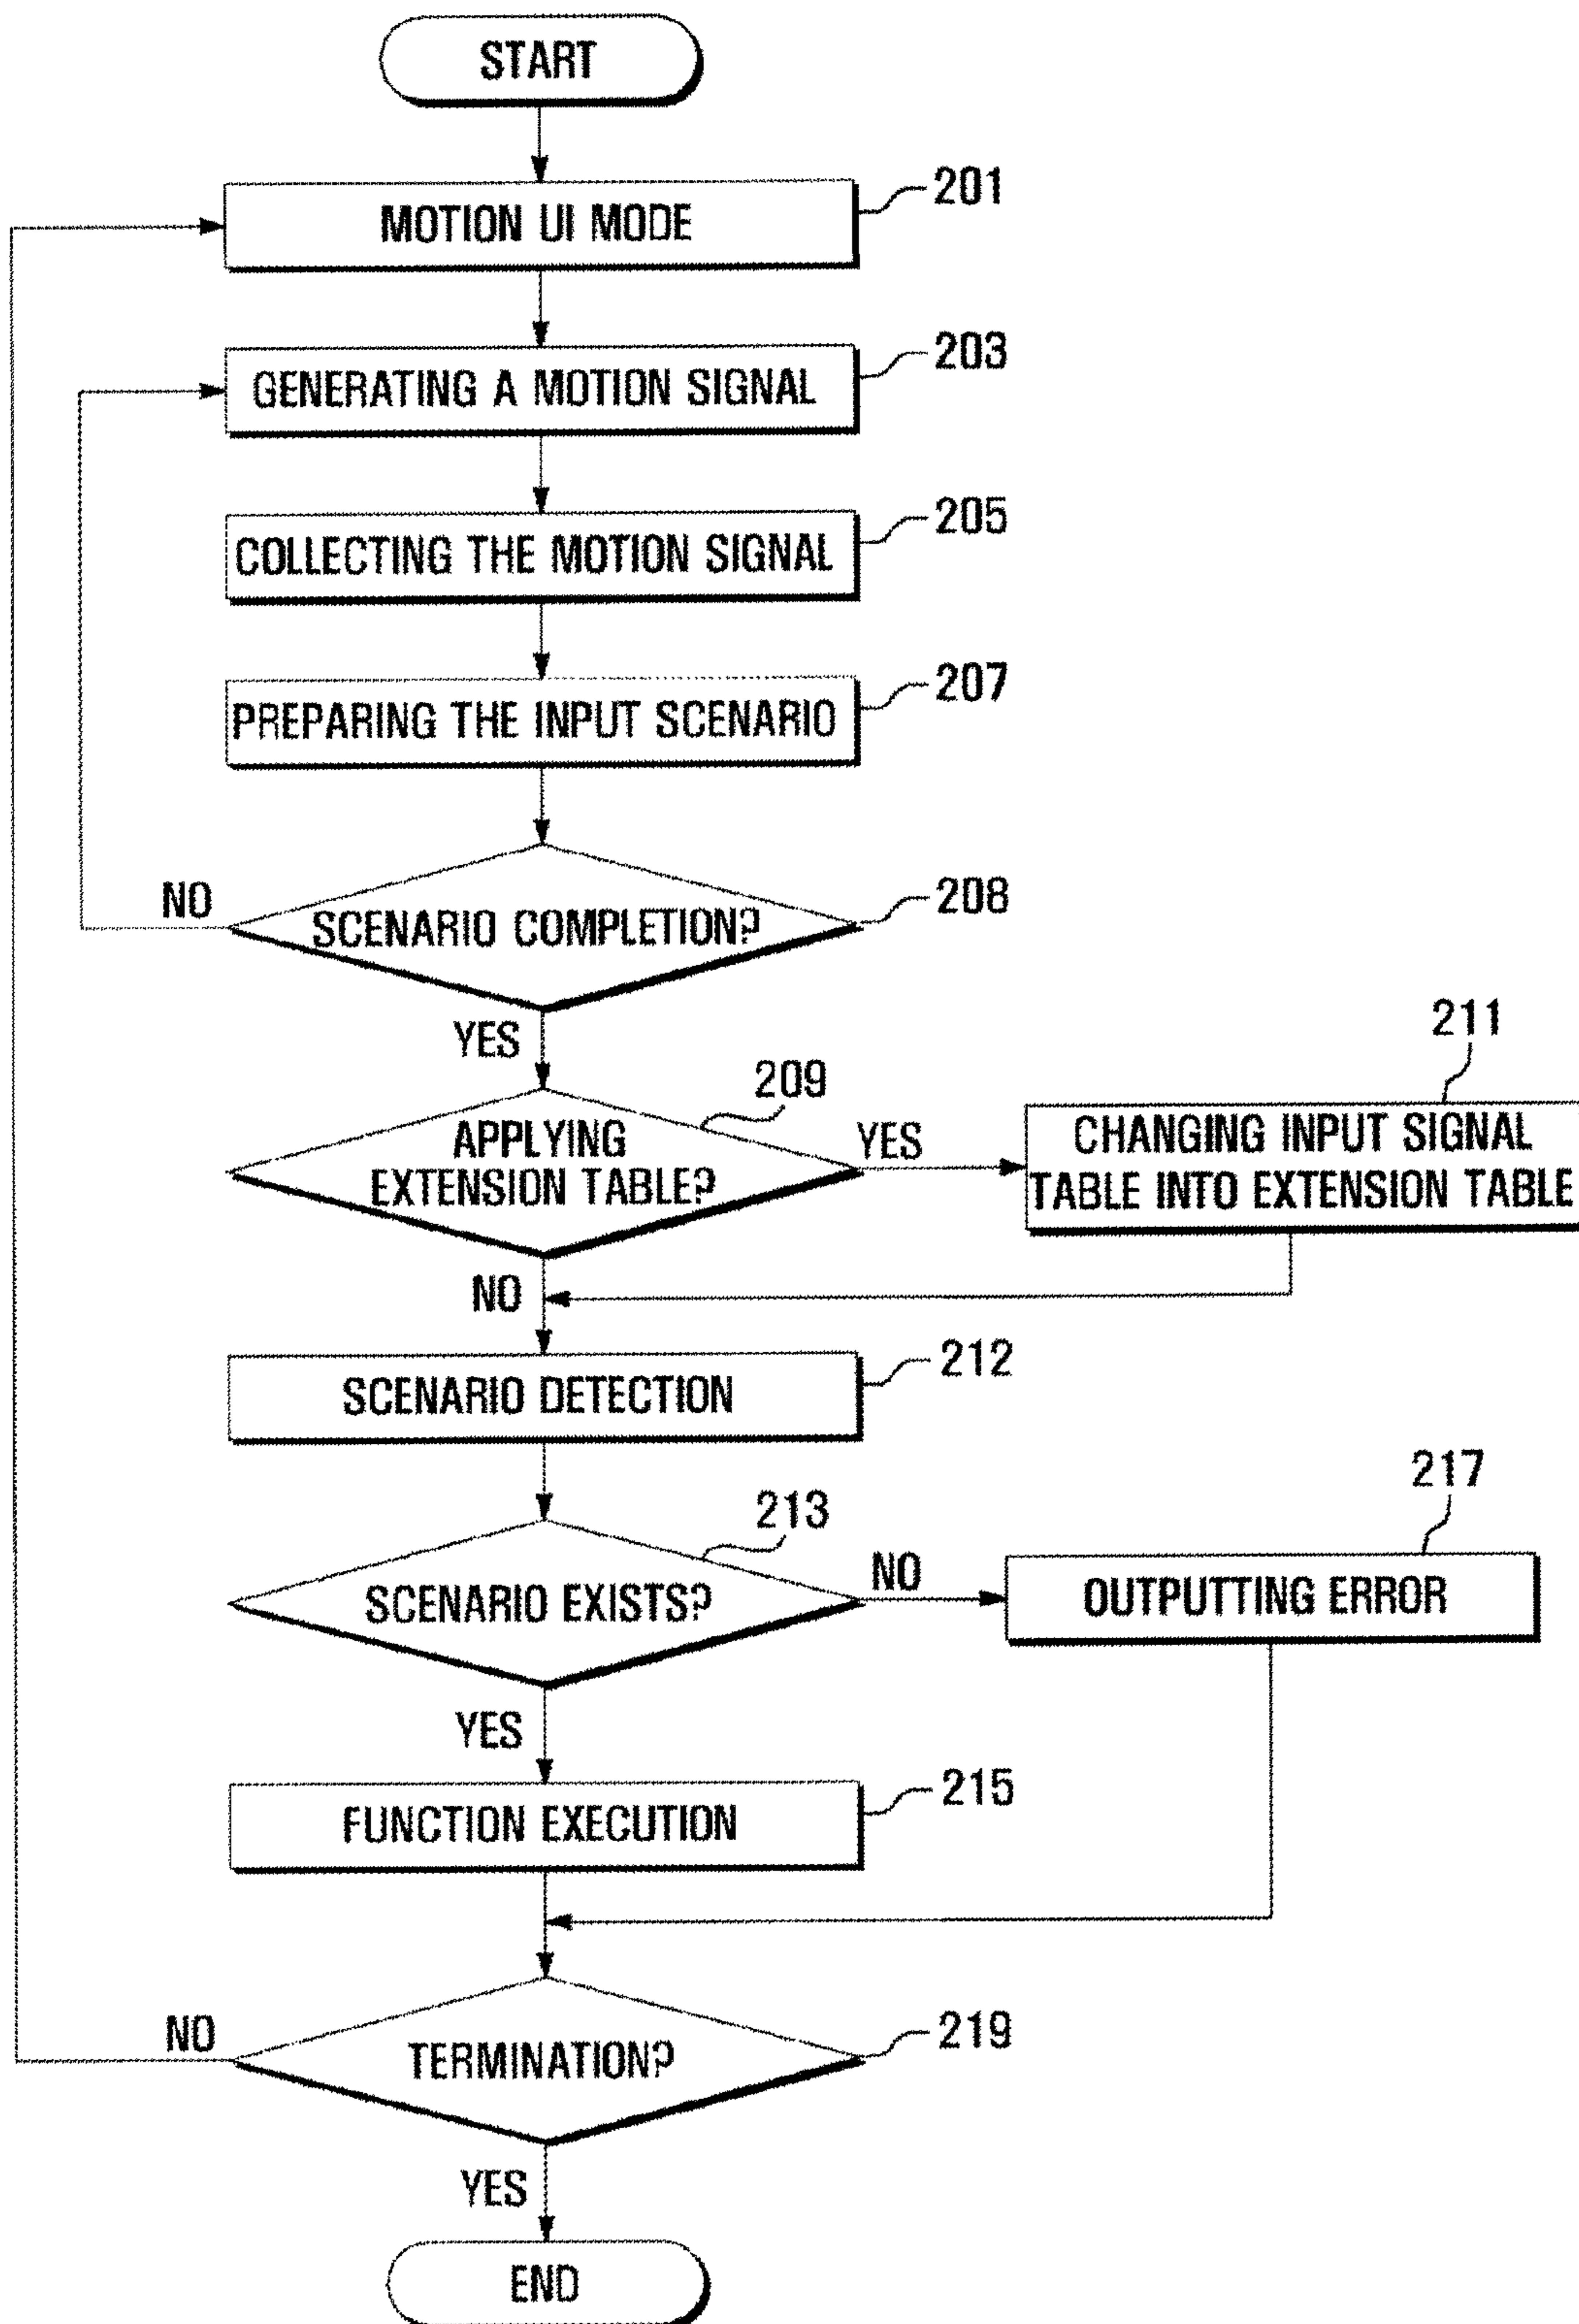 START
MOTION UI MODE
201
GENERATING A MOTION SIGNAL
203
COLLECTING THE MOTION SIGNAL
205
PREPARING THE INPUT SCENARIO
207
SCENARIO COMPLETION?
208
NO
YES
APPLYING
EXTENSION TABLE?
209
YES
NO
CHANGING INPUT SIGNAL
TABLE INTO EXTENSION TABLE
211
SCENARIO DETECTION
212
SCENARIO EXISTS?
213
NO
OUTPUTTING ERROR
217
YES
FUNCTION EXECUTION
215
TERMINATION?
219
NO
YES
END